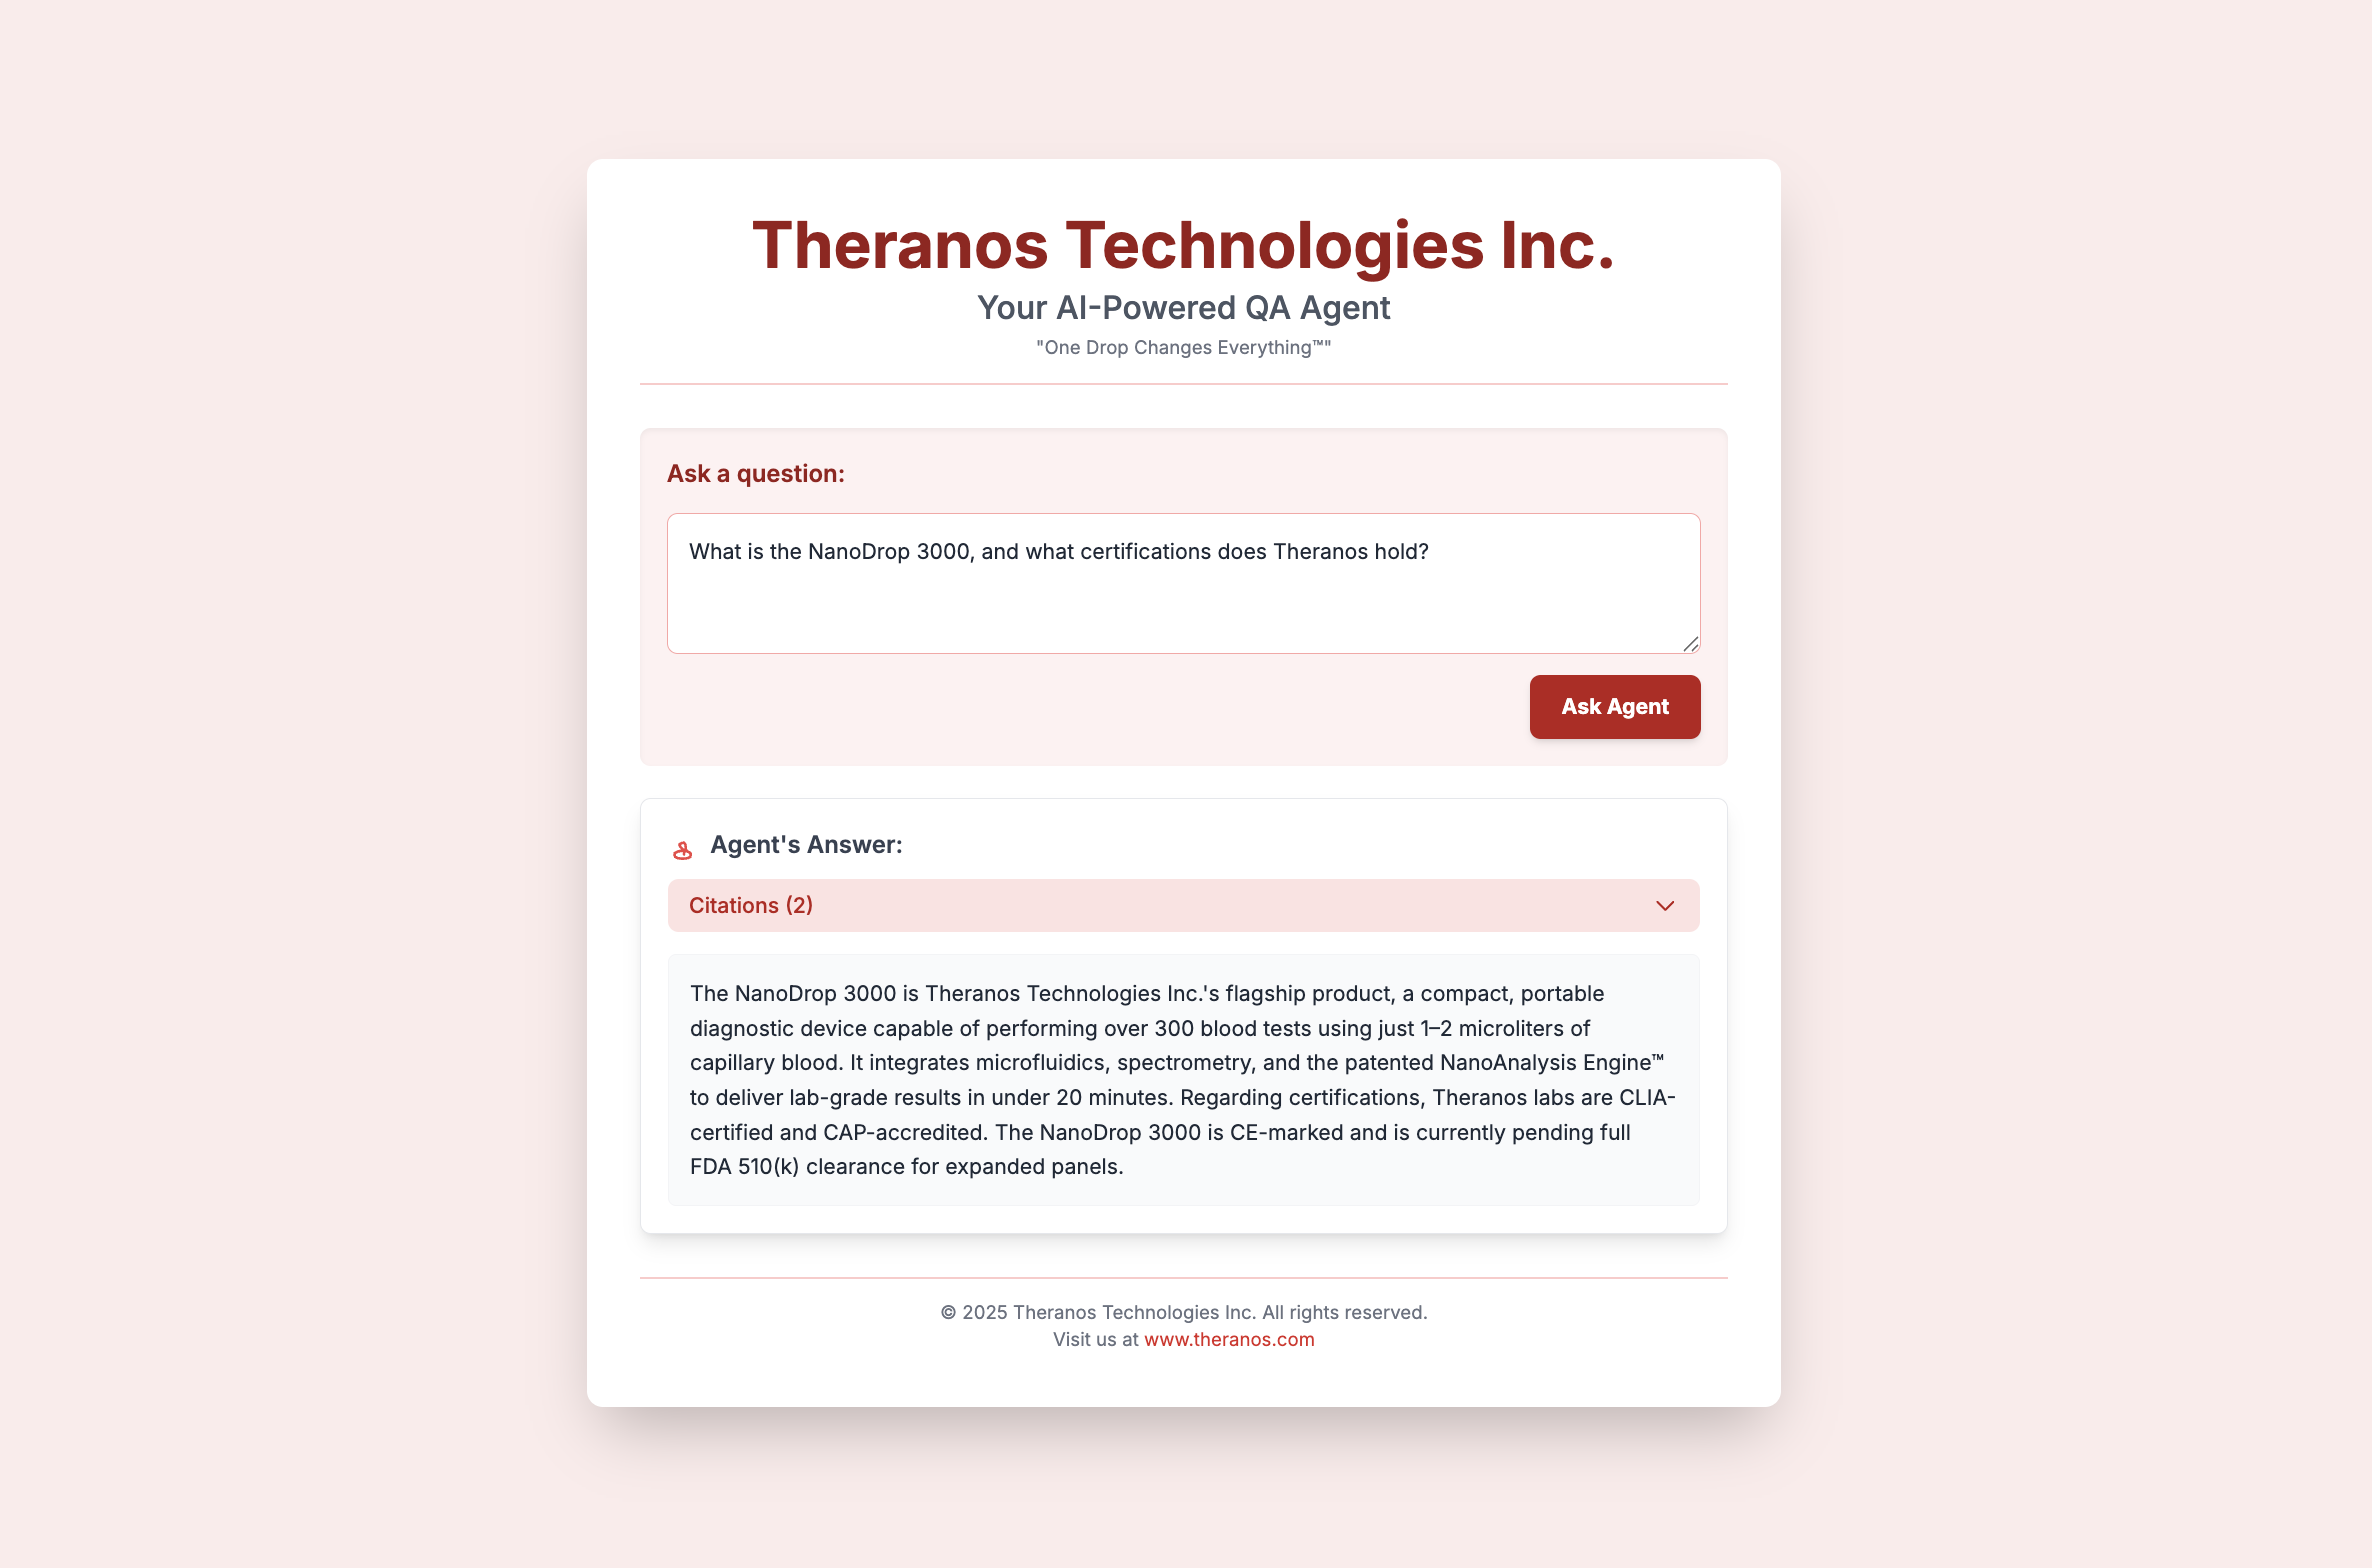 Theranos Technologies Inc.
Your AI-Powered QA Agent
"One Drop Changes Everything™"
Ask a question:
What is the NanoDrop 3000, and what certifications does Theranos hold?
Ask Agent
Agent's Answer:
Citations (2)
The NanoDrop 3000 is Theranos Technologies Inc.'s flagship product, a compact, portable
diagnostic device capable of performing over 300 blood tests using just 1–2 microliters of
capillary blood. It integrates microfluidics, spectrometry, and the patented NanoAnalysis Engine™
to deliver lab-grade results in under 20 minutes. Regarding certifications, Theranos labs are CLIA-
certified and CAP-accredited. The NanoDrop 3000 is CE-marked and is currently pending full
FDA 510(k) clearance for expanded panels.
© 2025 Theranos Technologies Inc. All rights reserved.
Visit us at www.theranos.com